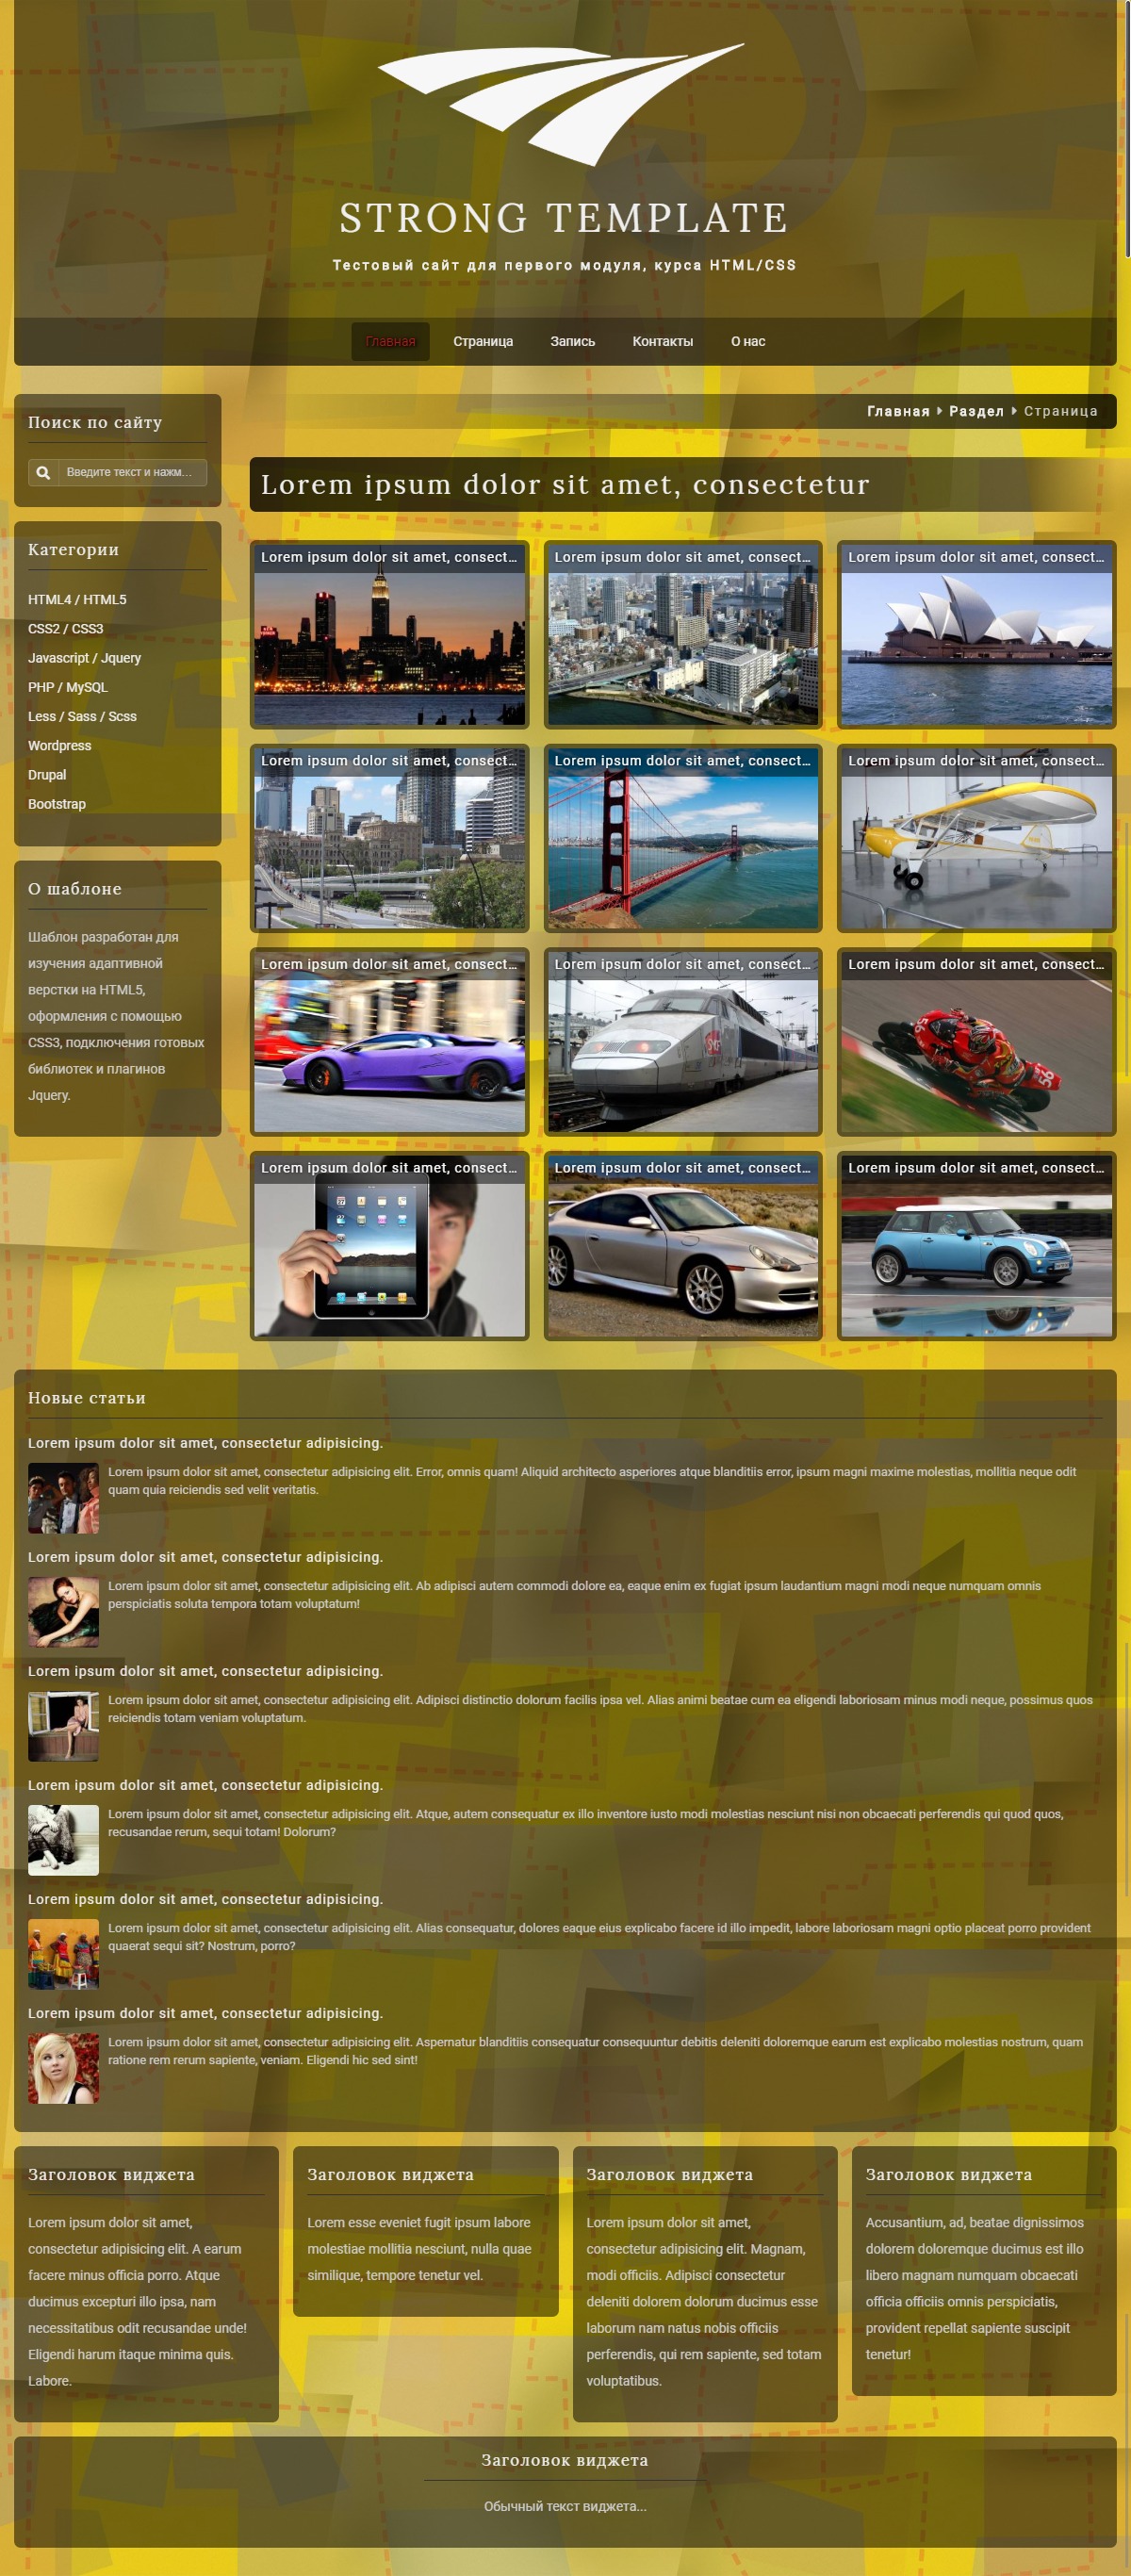 STRONG TEMPLATE
Тестовый сайт для первого модуля, курса HTML/CSS
Главная Страница Запись Контакты О нас
Поиск по сайту
Введите текст и нажм...
Категории
HTML4 / HTML5
CSS2 / CSS3
Javascript / Jquery
PHP / MySQL
Less / Sass / Scss
Wordpress
Drupal
Bootstrap
О шаблоне
Шаблон разработан для
изучения адаптивной
верстки на HTML5,
оформления с помощью
CSS3, подключения готовых
библиотек и плагинов
Jquery.
Главная Раздел Страница
Lorem ipsum dolor sit amet, consectetur
Lorem ipsum dolor sit amet, consect...
Lorem ipsum dolor sit amet, consect...
Lorem ipsum dolor sit amet, consect...
Lorem ipsum dolor sit amet, consect...
Lorem ipsum dolor sit amet, consect...
Lorem ipsum dolor sit amet, consect...
Lorem ipsum dolor sit amet, consect...
Lorem ipsum dolor sit amet, consect...
Lorem ipsum dolor sit amet, consect...
56
56
Lorem ipsum dolor sit amet, consect...
Lorem ipsum dolor sit amet, consect...
Lorem ipsum dolor sit amet, consect...
Новые статьи
Lorem ipsum dolor sit amet, consectetur adipisicing.
Lorem ipsum dolor sit amet, consectetur adipisicing elit. Error, omnis quam! Aliquid architecto asperiores atque blanditiis error, ipsum magni maxime molestias, mollitia neque odit
quam quia reiciendis sed velit veritatis.
Lorem ipsum dolor sit amet, consectetur adipisicing.
Lorem ipsum dolor sit amet, consectetur adipisicing elit. Ab adipisci autem commodi dolore ea, eaque enim ex fugiat ipsum laudantium magni modi neque numquam omnis
perspiciatis soluta tempora totam voluptatum!
Lorem ipsum dolor sit amet, consectetur adipisicing.
Lorem ipsum dolor sit amet, consectetur adipisicing elit. Adipisci distinctio dolorum facilis ipsa vel. Alias animi beatae cum ea eligendi laboriosam minus modi neque, possimus quos
reiciendis totam veniam voluptatum.
Lorem ipsum dolor sit amet, consectetur adipisicing.
Lorem ipsum dolor sit amet, consectetur adipisicing elit. Atque, autem consequatur ex illo inventore iusto modi molestias nesciunt nisi non obcaecati perferendis qui quod quos,
recusandae rerum, sequi totam! Dolorum?
Lorem ipsum dolor sit amet, consectetur adipisicing.
Lorem ipsum dolor sit amet, consectetur adipisicing elit. Alias consequatur, dolores eaque eius explicabo facere id illo impedit, labore laboriosam magni optio placeat porro provident
quaerat sequi sit? Nostrum, porro?
Lorem ipsum dolor sit amet, consectetur adipisicing.
Lorem ipsum dolor sit amet, consectetur adipisicing elit. Aspernatur blanditiis consequatur consequuntur debitis deleniti doloremque earum est explicabo molestias nostrum, quam
ratione rem rerum sapiente, veniam. Eligendi hic sed sint!
Заголовок виджета
Lorem ipsum dolor sit amet,
consectetur adipisicing elit. A earum
facere minus officia porro. Atque
ducimus excepturi illo ipsa, nam
necessitatibus odit recusandae unde!
Eligendi harum itaque minima quis.
Labore.
Заголовок виджета
Lorem esse eveniet fugit ipsum labore
molestiae mollitia nesciunt, nulla quae
similique, tempore tenetur vel.
Заголовок виджета
Lorem ipsum dolor sit amet,
consectetur adipisicing elit. Magnam,
modi officiis. Adipisci consectetur
deleniti dolorem dolorum ducimus esse
laborum nam natus nobis officiis
perferendis, qui rem sapiente, sed totam
voluptatibus.
Заголовок виджета
Accusantium, ad, beatae dignissimos
dolorem doloremque ducimus est illo
libero magnam numquam obcaecati
officia officiis omnis perspiciatis,
provident repellat sapiente suscipit
tenetur!
Заголовок виджета
Обычный текст виджета...